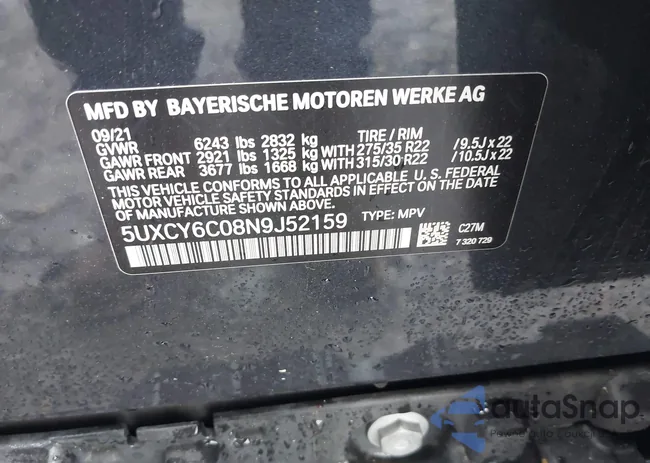 MFD BY BAYERISCHE MOTOREN WERKE AG
09/21
GVWR 6243 lbs 2832 kg TIRE / RIM
GAWR FRONT 2921 lbs 1325 kg WITH 275/35 R22 / 9.5J x 22
GAWR REAR 3677 lbs 1668 kg WITH 315/30 R22 / 10.5J x 22
THIS VEHICLE CONFORMS TO ALL APPLICABLE U.S. FEDERAL
MOTOR VEHICLE SAFETY STANDARDS IN EFFECT ON THE DATE
OF MANUFACTURE SHOWN ABOVE.
5UXCY6C08N9J52159 TYPE: MPV
C27M
7 320 729
autoSnap